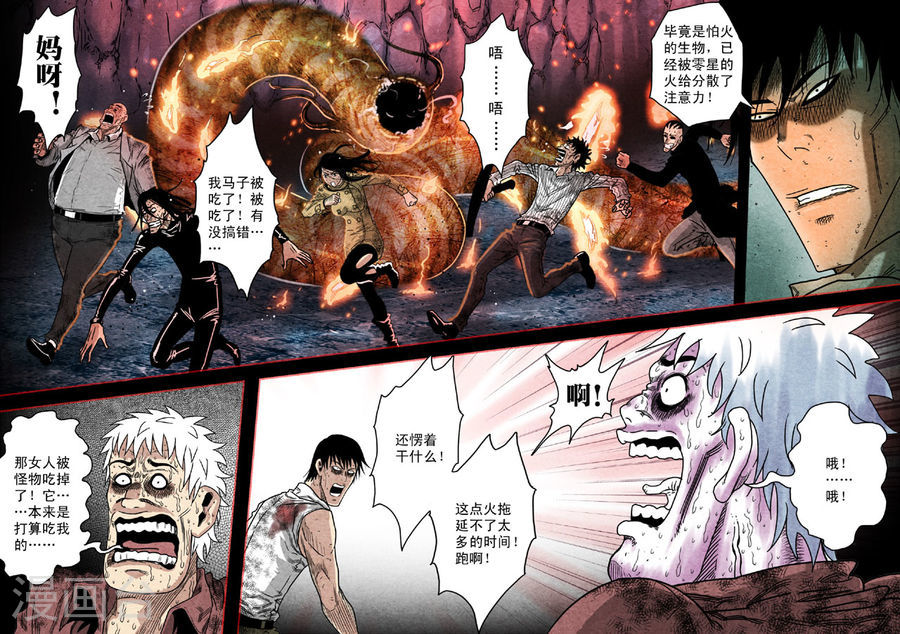 妈呀！
我马子被
吃了！被
吃了！有
没搞错……
……
唔
……
唔
……
毕竟是怕火
的生物，已
经被零星的
火给分散了
注意力！
那女人被
怪物吃掉
了！它…
…本来是
打算吃我
的……
还愣着
干什么！
这点火拖
延不了太
多的时间！
跑啊！
啊！
哦！
……
哦！
漫画